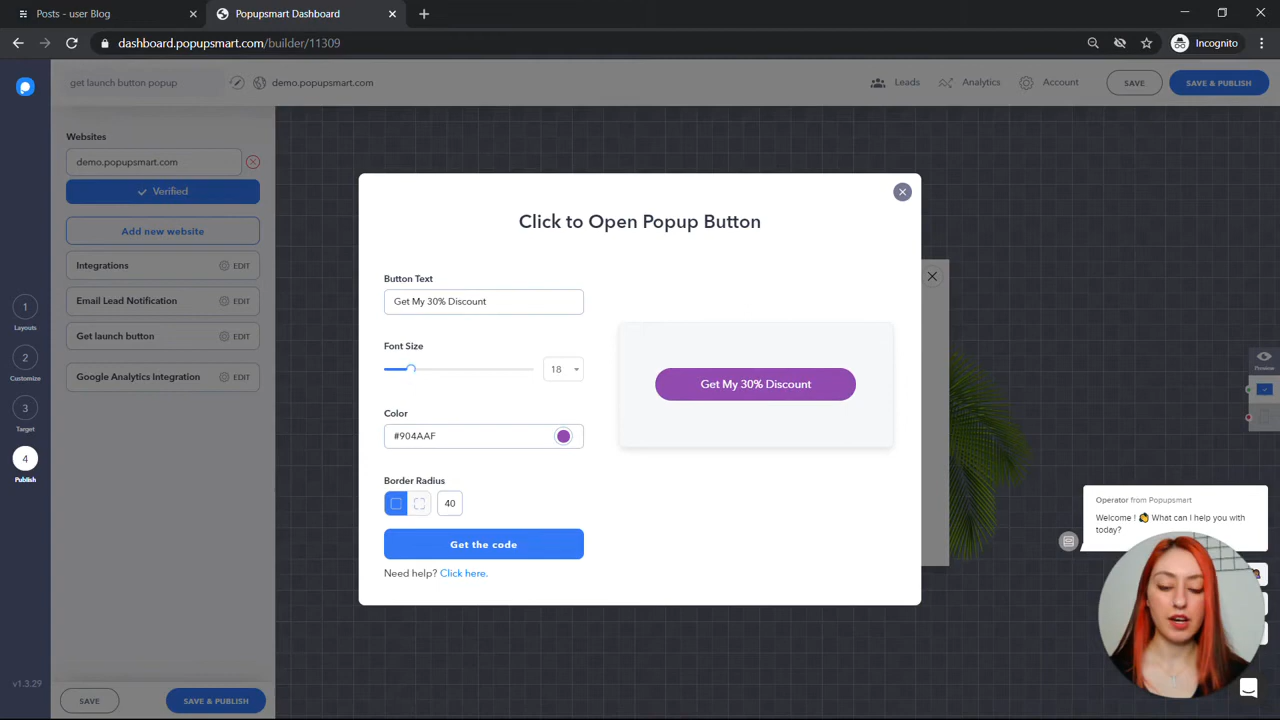 Posts - user Blog
Popupsmart Dashboard
dashboard.popupsmart.com/builder/11309
Incognito
get launch button popup
demo.popupsmart.com
Leads
Analytics
Account
SAVE
SAVE & PUBLISH
Websites
demo.popupsmart.com
Verified
Add new website
Integrations
EDIT
Email Lead Notification
EDIT
Get launch button
EDIT
Google Analytics Integration
EDIT
1
Layouts
2
Customize
3
Target
4
Publish
v1.3.29
SAVE
SAVE & PUBLISH
Click to Open Popup Button
Button Text
Get My 30% Discount
Font Size
18
Color
#904AAF
Border Radius
40
Get the code
Need help? Click here.
Get My 30% Discount
Preview
Operator from Popupsmart
Welcome ! 👋 What can I help you with
today?